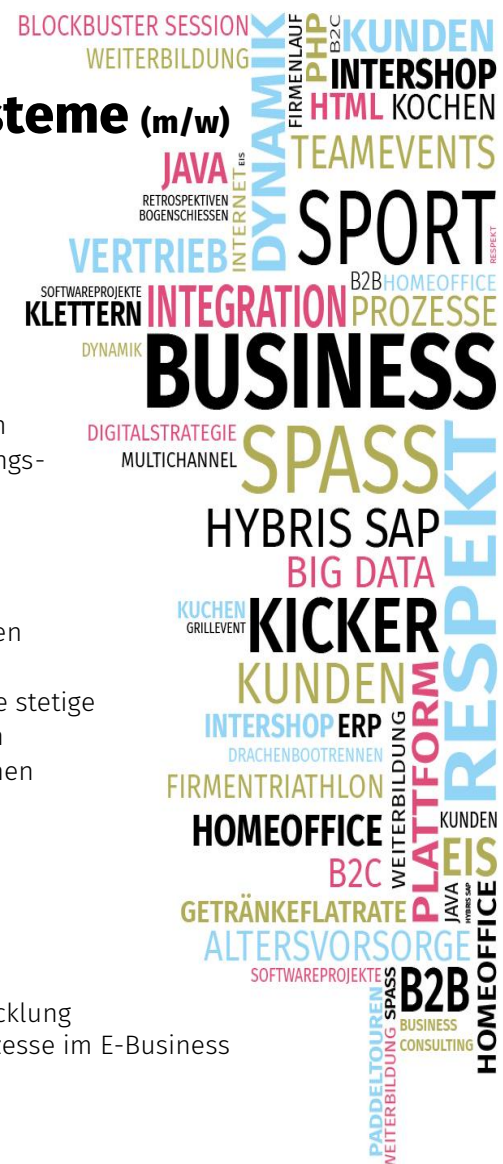 BLOCKBUSTER SESSION
WEITERBILDUNG
DYNAMIK
FIRMENLAUF
PHP
B2C
KUNDEN
INTERSHOP
HTML KOCHEN
steme (m/w)
TEAMEVENTS
JAVA
EIS
RETROSPEKTIVEN
BOGENSCHIESSEN
INTERNET
SPORT
RESPEKT
VERTRIEB
B2B HOMEOFFICE
SOFTWAREPROJEKTE
KLETTERN INTEGRATION PROZESSE
DYNAMIK
BUSINESS
n
ngs-
DIGITALSTRATEGIE
MULTICHANNEL
SPASS
RESPEKT
HYBRIS SAP
BIG DATA
KUCHEN
GRILLEVENT
KICKER
en
KUNDEN
e stetige
n
nen
INTERSHOP ERP
WEITERBILDUNG
PLATTFORM
DRACHENBOOTRENNEN
FIRMENTRIATHLON
HOMEOFFICE
KUNDEN
B2C
EIS
JAVA
HYBRIS SAP
HOMEOFFICE
GETRÄNKEFLATRATE
ALTERSVORSORGE
SOFTWAREPROJEKTE
SPASS
B2B
PADDELTOUREN
WEITERBILDUNG
BUSINESS
CONSULTING
cklung
zesse im E-Business